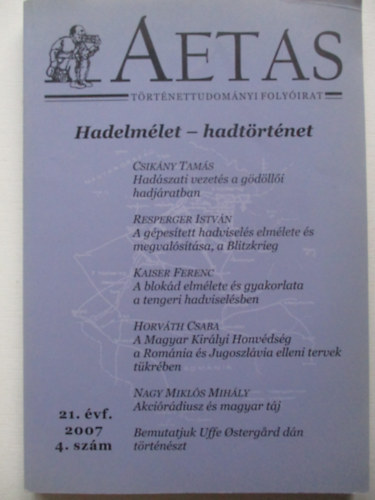 AETAS
TÖRTÉNETTUDOMÁNYI FOLYÓIRAT
Hadelmélet – hadtörténet
CSIKÁNY TAMÁS
Hadászati vezetés a gödöllői
hadjáratban
RESPERGER ISTVÁN
A gépesített hadviselés elmélete és
megvalósítása, a Blitzkrieg
KAISER FERENC
A blokád elmélete és gyakorlata
a tengeri hadviselésben
HORVÁTH CSABA
A Magyar Királyi Honvédség
a Románia és Jugoszlávia elleni tervek
tükrében
NAGY MIKLÓS MIHÁLY
Akciórádiusz és magyar táj
Bemutatjuk Uffe Østergård dán
történészt
21. évf.
2007
4. szám